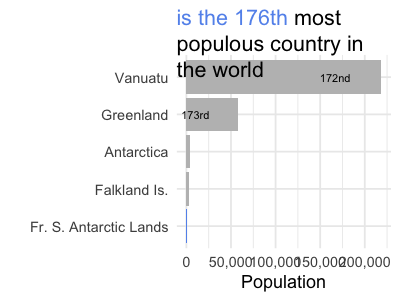 is the 176th most
populous country in
the world
Vanuatu
172nd
Greenland
173rd
Antarctica
Falkland Is.
Fr. S. Antarctic Lands
0 50,000 100,000 150,000 200,000
Population